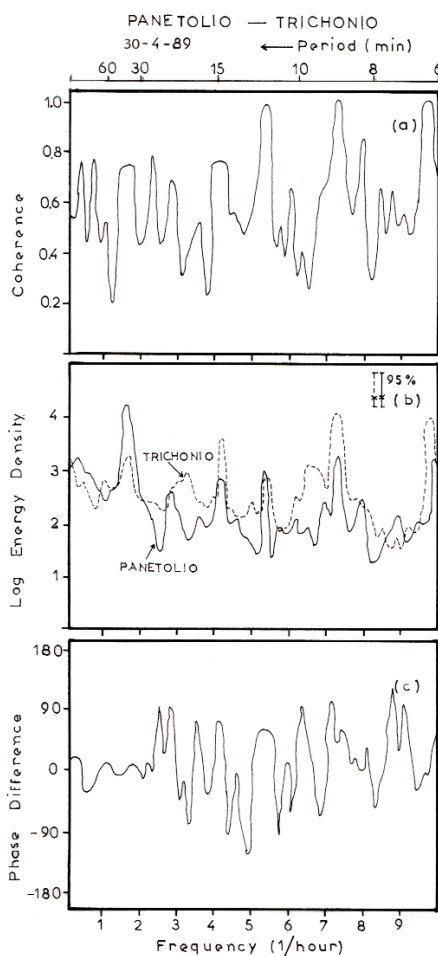 PANETOLIO — TRICHONIO
30-4-89 ← Period (min)
60 30 20 15 10 8 6
(a)
1.0
0.8
0.6
0.4
0.2
Coherence
95%
(b)
4
3
2
1
TRICHONIO
PANETOLIO
Log Energy Density
(c)
180
90
0
-90
-180
Phase Difference
1 2 3 4 5 6 7 8 9
Frequency (1/hour)